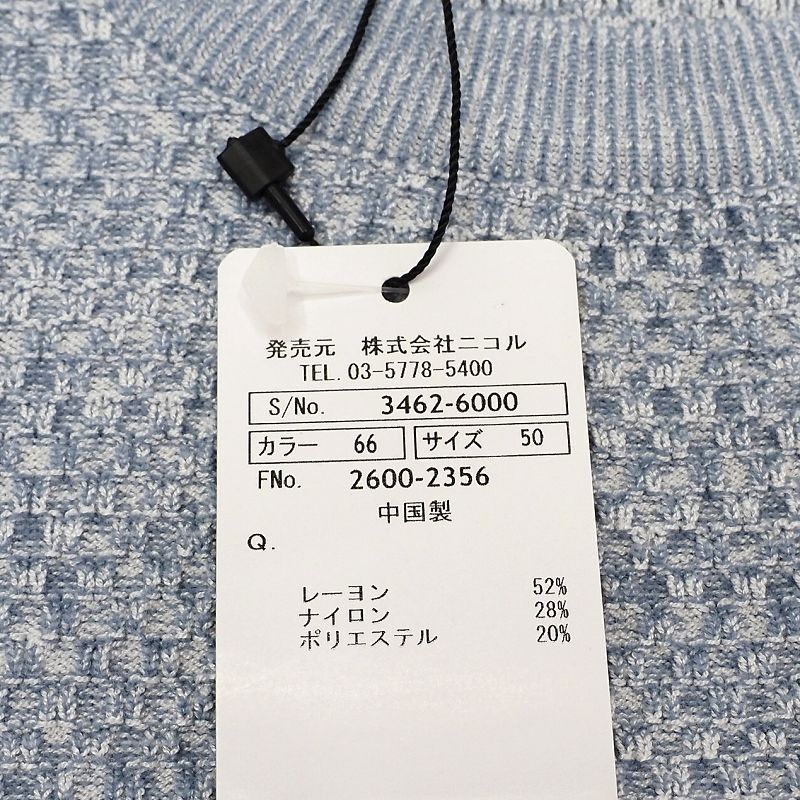 発売元 株式会社ニコル
TEL.03-5778-5400
S/No. 3462-6000
カラー 66 サイズ 50
FNo. 2600-2356
中国製
Q.
レーヨン 52%
ナイロン 28%
ポリエステル 20%